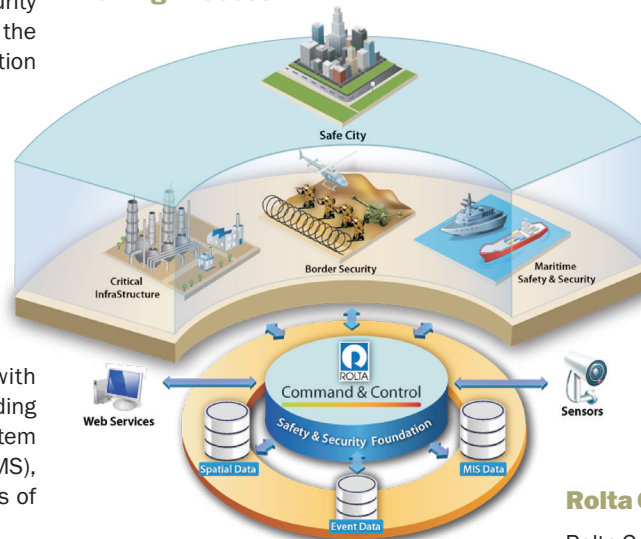 the
tion
Safe City
Critical
InfraStructure
Border Security
Maritime
Safety & Security
with
ding
tem
MS),
s of
Web Services
ROLTA
Command & Control
Safety & Security Foundation
Sensors
Spatial Data
MIS Data
Event Data
Rolta